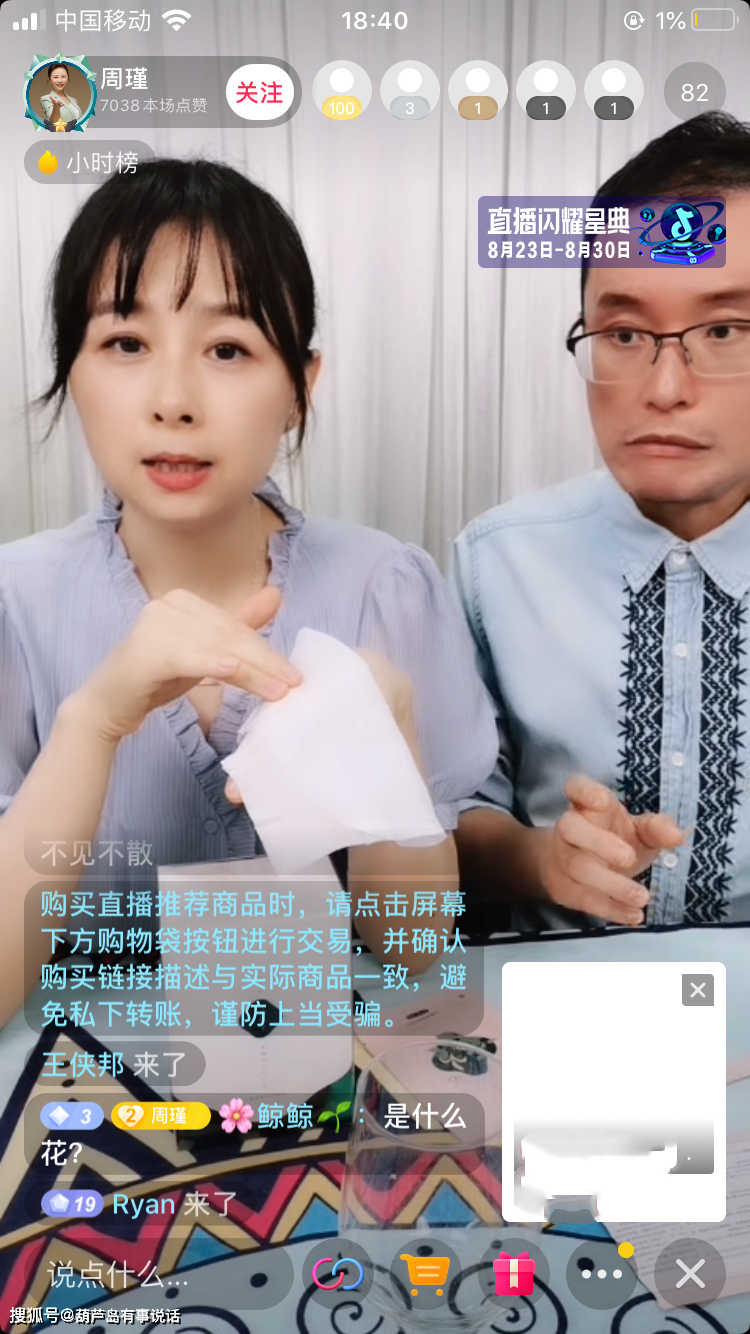 中国移动
18:40
1%
周瑾
7038本场点赞
关注
100
3
1
1
1
82
小时榜
直播闪耀星典
8月23日-8月30日
不见不散
购买直播推荐商品时，请点击屏幕
下方购物袋按钮进行交易，并确认
购买链接描述与实际商品一致，避
免私下转账，谨防上当受骗。
王侠邦 来了
3 2 周瑾 🌸鲸鲸🌱：是什么
花？
19 Ryan 来了
说点什么...
搜狐号@葫芦岛有事说话